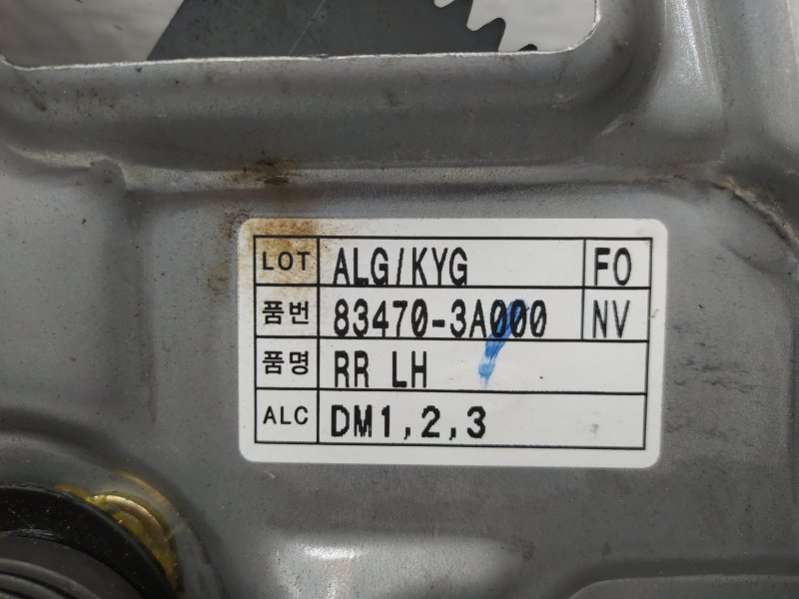 LOT ALG/KYG FO
품번 83470-3A000 NV
품명 RR LH
ALC DM1,2,3